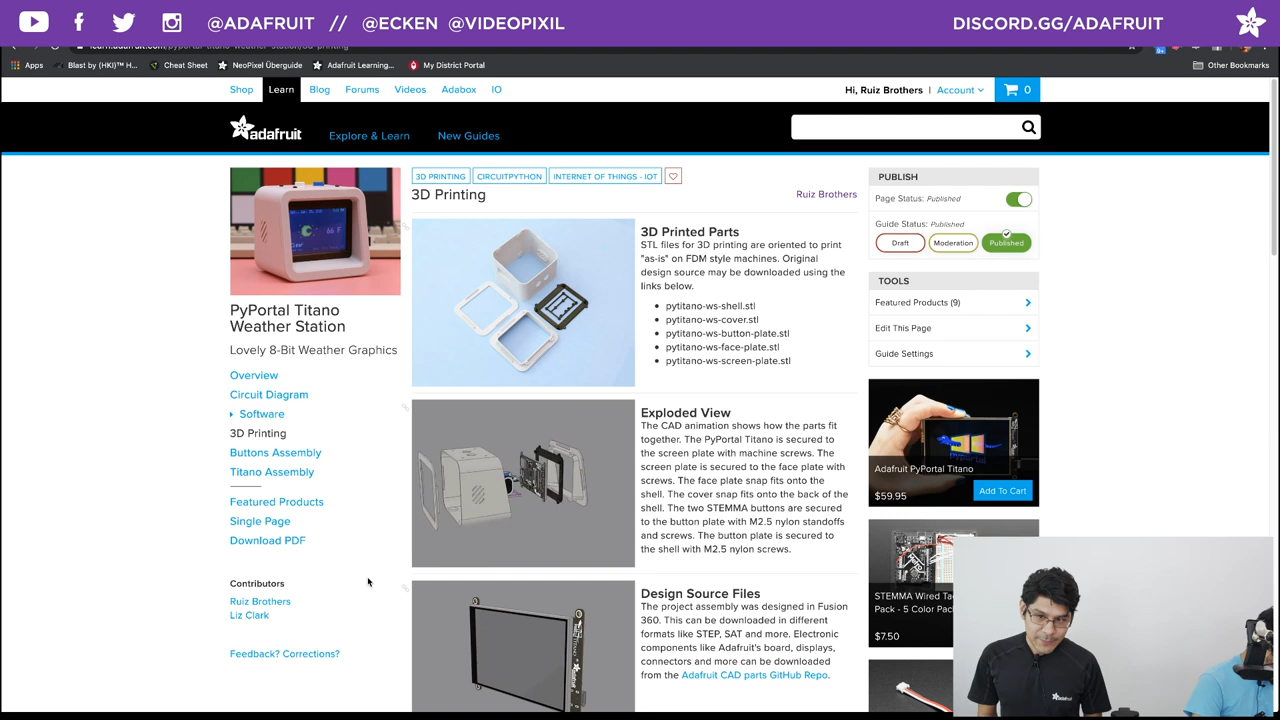 @ADAFRUIT // @ECKEN @VIDEOPIXIL
DISCORD.GG/ADAFRUIT
Apps
Blast by (HKI)™ H...
Cheat Sheet
NeoPixel Überguide
Adafruit Learning...
My District Portal
Other Bookmarks
Shop
Learn
Blog
Forums
Videos
Adabox
IO
Hi, Ruiz Brothers | Account
0
adafruit
Explore & Learn
New Guides
PyPortal Titano
Weather Station
Lovely 8-Bit Weather Graphics
Overview
Circuit Diagram
Software
3D Printing
Buttons Assembly
Titano Assembly
Featured Products
Single Page
Download PDF
Contributors
Ruiz Brothers
Liz Clark
Feedback? Corrections?
3D PRINTING
CIRCUITPYTHON
INTERNET OF THINGS - IOT
3D Printing
Ruiz Brothers
3D Printed Parts
STL files for 3D printing are oriented to print
"as-is" on FDM style machines. Original
design source may be downloaded using the
links below.
pytitano-ws-shell.stl
pytitano-ws-cover.stl
pytitano-ws-button-plate.stl
pytitano-ws-face-plate.stl
pytitano-ws-screen-plate.stl
Exploded View
The CAD animation shows how the parts fit
together. The PyPortal Titano is secured to
the screen plate with machine screws. The
screen plate is secured to the face plate with
screws. The face plate snap fits onto the
shell. The cover snap fits onto the back of the
shell. The two STEMMA buttons are secured
to the button plate with M2.5 nylon standoffs
and screws. The button plate is secured to
the shell with M2.5 nylon screws.
Design Source Files
The project assembly was designed in Fusion
360. This can be downloaded in different
formats like STEP, SAT and more. Electronic
components like Adafruit's board, displays,
connectors and more can be downloaded
from the Adafruit CAD parts GitHub Repo.
PUBLISH
Page Status: Published
Guide Status: Published
Draft
Moderation
Published
TOOLS
Featured Products (9)
Edit This Page
Guide Settings
Adafruit PyPortal Titano
$59.95
Add To Cart
STEMMA Wired
Pack - 5 Color
$7.50
adafruit